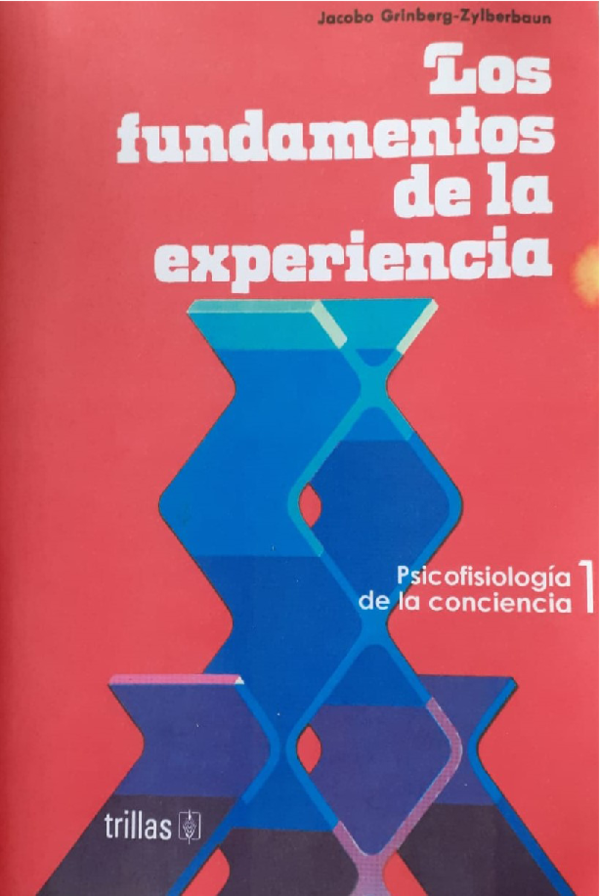 Jacobo Grinberg-Zylberbaun
Los
fundamentos
de la
experiencia
Psicofisiología
de la conciencia 1
trillas